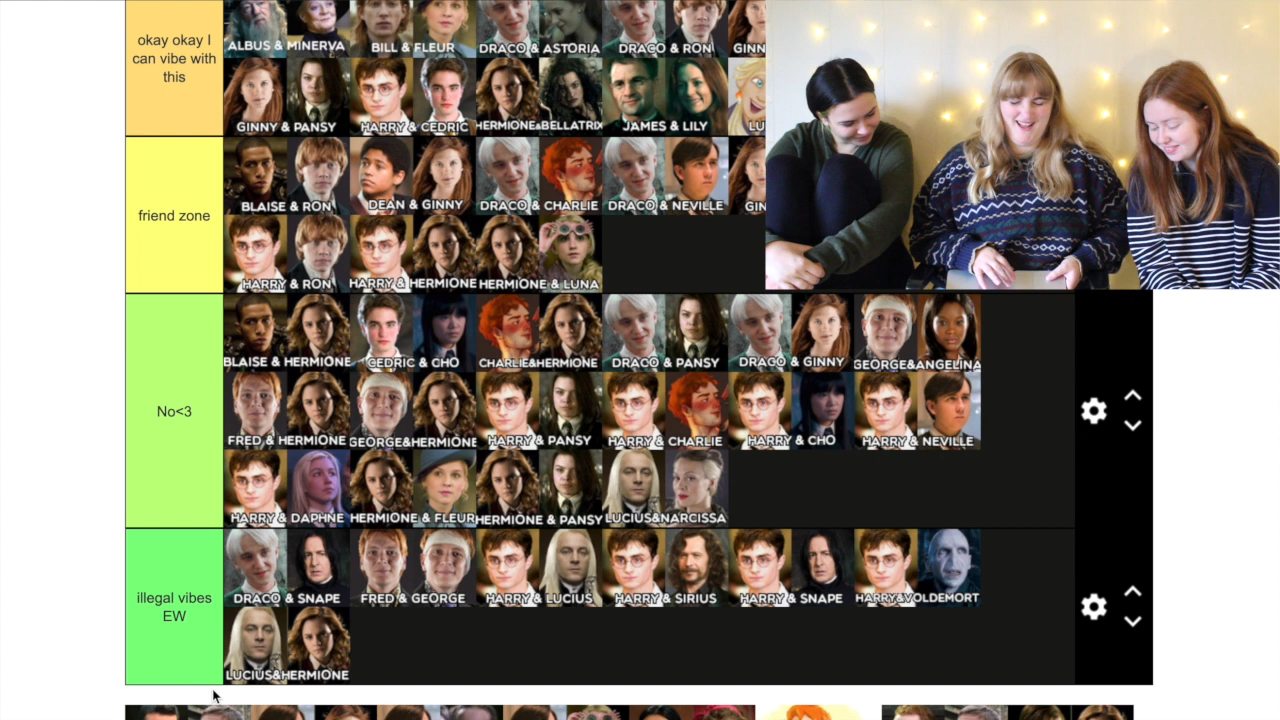 okay okay I
can vibe with
this
ALBUS & MINERVA
BILL & FLEUR
DRACO & ASTORIA
DRACO & RON
GINN
GINNY & PANSY
HARRY & CEDRIC
HERMIONE&BELLATRIX
JAMES & LILY
LU
friend zone
BLAISE & RON
DEAN & GINNY
DRACO & CHARLIE
DRACO & NEVILLE
GIN
HARRY & RON
HARRY & HERMIONE
HERMIONE & LUNA
No<3
BLAISE & HERMIONE
CEDRIC & CHO
CHARLIE&HERMIONE
DRACO & PANSY
DRACO & GINNY
GEORGE&ANGELINA
FRED & HERMIONE
GEORGE&HERMIONE
HARRY & PANSY
HARRY & CHARLIE
HARRY & CHO
HARRY & NEVILLE
HARRY & DAPHNE
HERMIONE & FLEUR
HERMIONE & PANSY
LUCIUS&NARCISSA
illegal vibes
EW
DRACO & SNAPE
FRED & GEORGE
HARRY & LUCIUS
HARRY & SIRIUS
HARRY & SNAPE
HARRY&VOLDEMORT
LUCIUS&HERMIONE